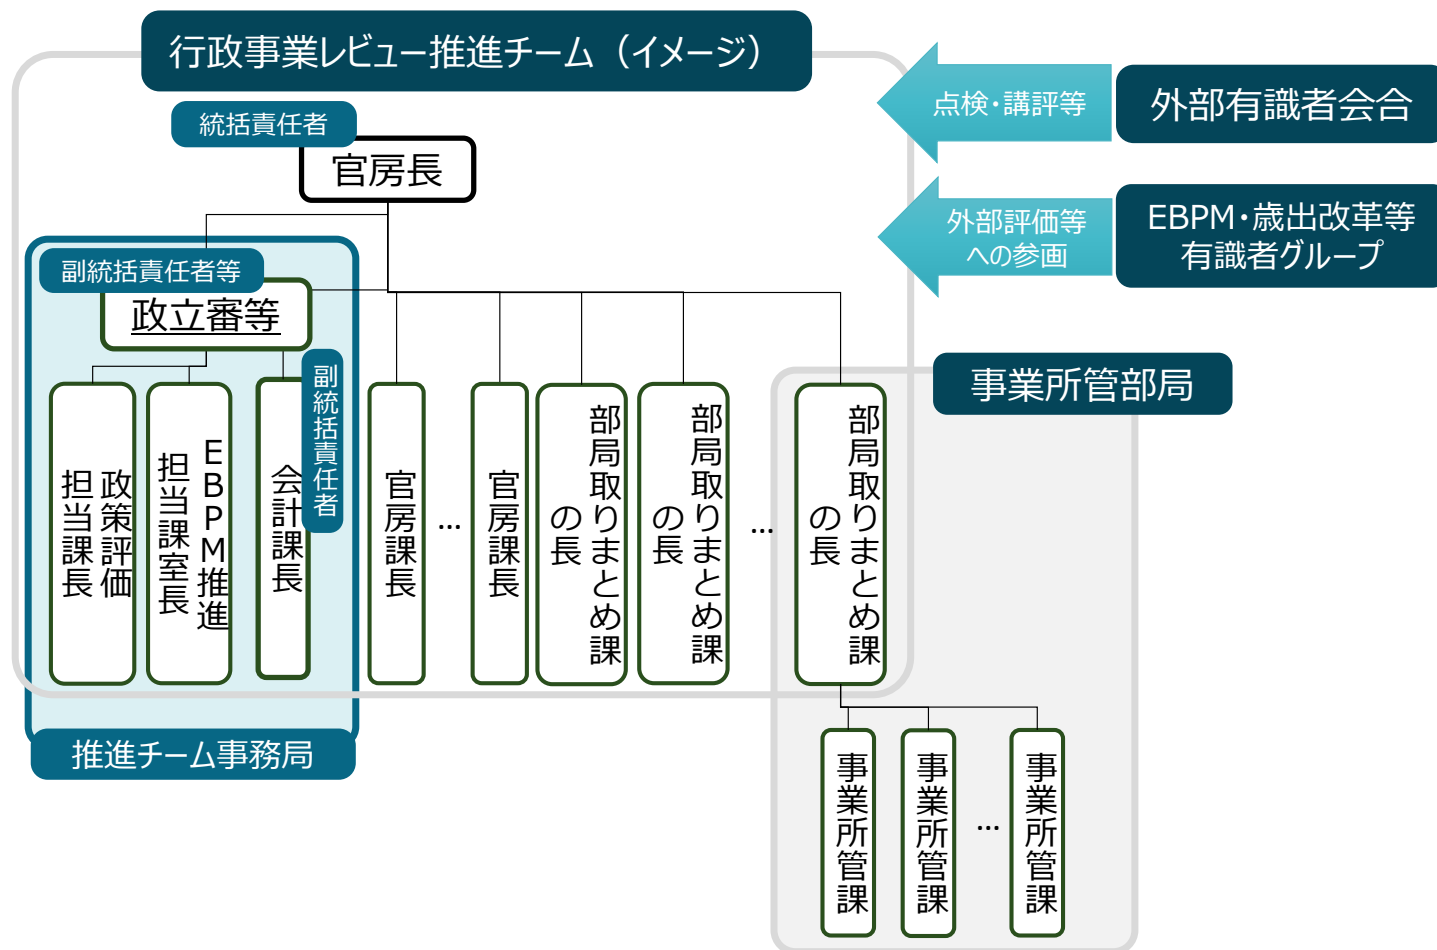 行政事業レビュー推進チーム（イメージ）
統括責任者
官房長
点検・講評等
外部有識者会合
外部評価等
への参画
EBPM・歳出改革等
有識者グループ
副統括責任者等
政立審等
事業所管部局
政策評価
担当課長
EBPM推進
担当課室長
会計課長
副統括責任者
官房課長
…
官房課長
部局取りまとめ課
の長
部局取りまとめ課
の長
…
部局取りまとめ課
の長
推進チーム事務局
事業所管課
事業所管課
…
事業所管課